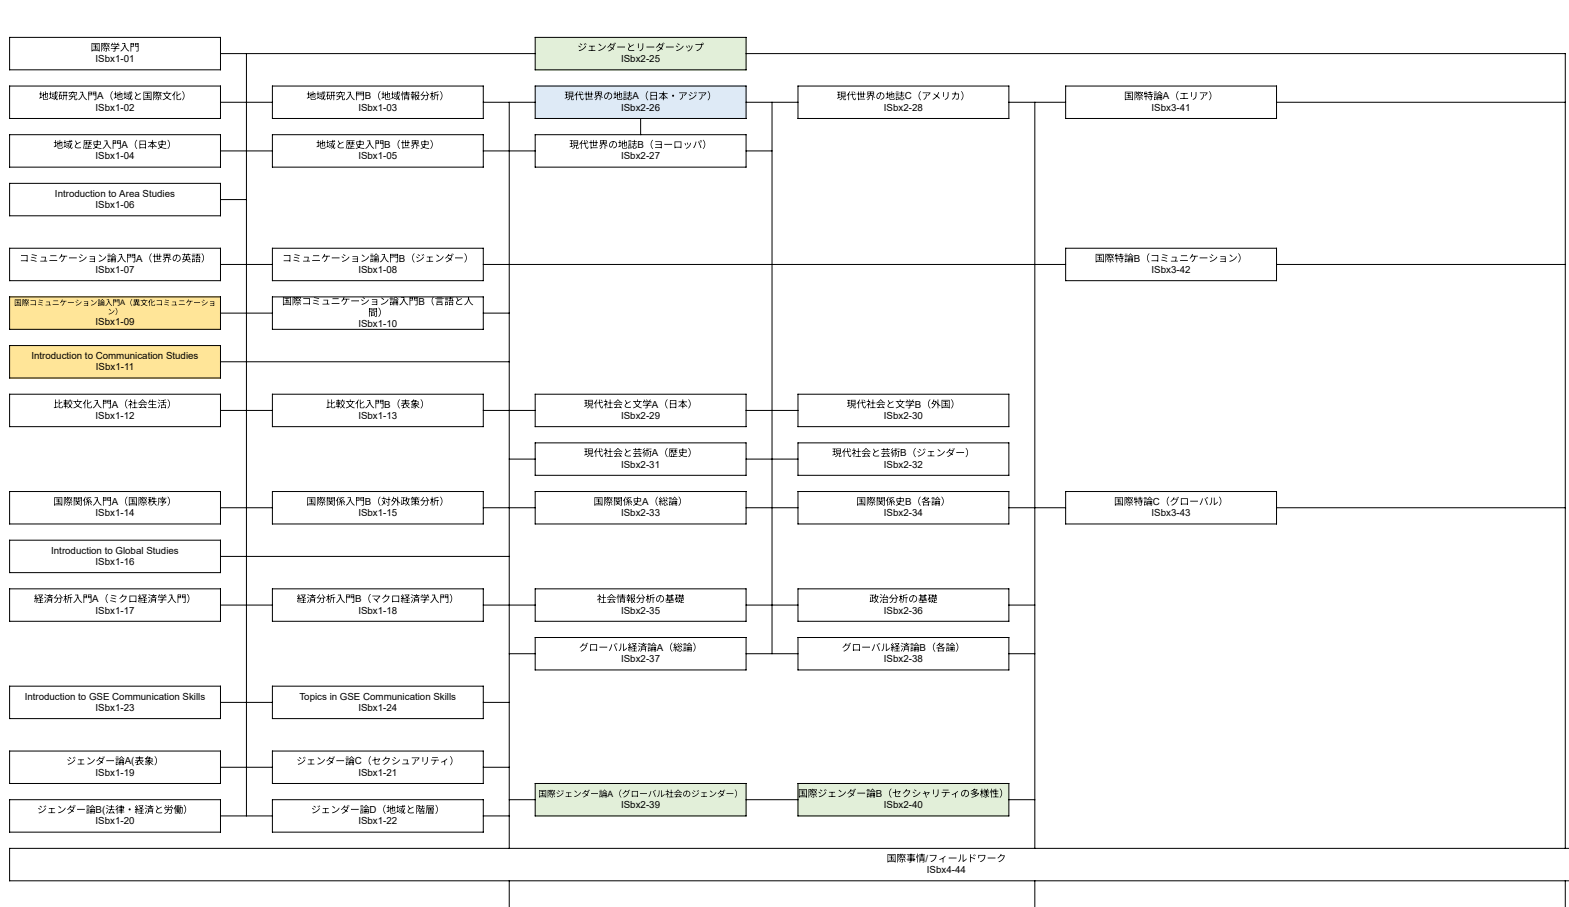 国際学入門
ISbx1-01
ジェンダーとリーダーシップ
ISbx2-25
地域研究入門A（地域と国際文化）
ISbx1-02
地域研究入門B（地域情報分析）
ISbx1-03
現代世界の地誌A（日本・アジア）
ISbx2-26
現代世界の地誌C（アメリカ）
ISbx2-28
国際特論A（エリア）
ISbx3-41
地域と歴史入門A（日本史）
ISbx1-04
地域と歴史入門B（世界史）
ISbx1-05
現代世界の地誌B（ヨーロッパ）
ISbx2-27
Introduction to Area Studies
ISbx1-06
コミュニケーション論入門A（世界の英語）
ISbx1-07
コミュニケーション論入門B（ジェンダー）
ISbx1-08
国際特論B（コミュニケーション）
ISbx3-42
国際コミュニケーション論入門A（異文化コミュニケーショ
ン）
ISbx1-09
国際コミュニケーション論入門B（言語と人
間）
ISbx1-10
Introduction to Communication Studies
ISbx1-11
比較文化入門A（社会生活）
ISbx1-12
比較文化入門B（表象）
ISbx1-13
現代社会と文学A（日本）
ISbx2-29
現代社会と文学B（外国）
ISbx2-30
現代社会と芸術A（歴史）
ISbx2-31
現代社会と芸術B（ジェンダー）
ISbx2-32
国際関係入門A（国際秩序）
ISbx1-14
国際関係入門B（対外政策分析）
ISbx1-15
国際関係史A（総論）
ISbx2-33
国際関係史B（各論）
ISbx2-34
国際特論C（グローバル）
ISbx3-43
Introduction to Global Studies
ISbx1-16
経済分析入門A（ミクロ経済学入門）
ISbx1-17
経済分析入門B（マクロ経済学入門）
ISbx1-18
社会情報分析の基礎
ISbx2-35
政治分析の基礎
ISbx2-36
グローバル経済論A（総論）
ISbx2-37
グローバル経済論B（各論）
ISbx2-38
Introduction to GSE Communication Skills
ISbx1-23
Topics in GSE Communication Skills
ISbx1-24
ジェンダー論A(表象）
ISbx1-19
ジェンダー論C（セクシュアリティ）
ISbx1-21
国際ジェンダー論A（グローバル社会のジェンダー）
ISbx2-39
国際ジェンダー論B（セクシャリティの多様性）
ISbx2-40
ジェンダー論B(法律・経済と労働）
ISbx1-20
ジェンダー論D（地域と階層）
ISbx1-22
国際事情/フィールドワーク
ISbx4-44